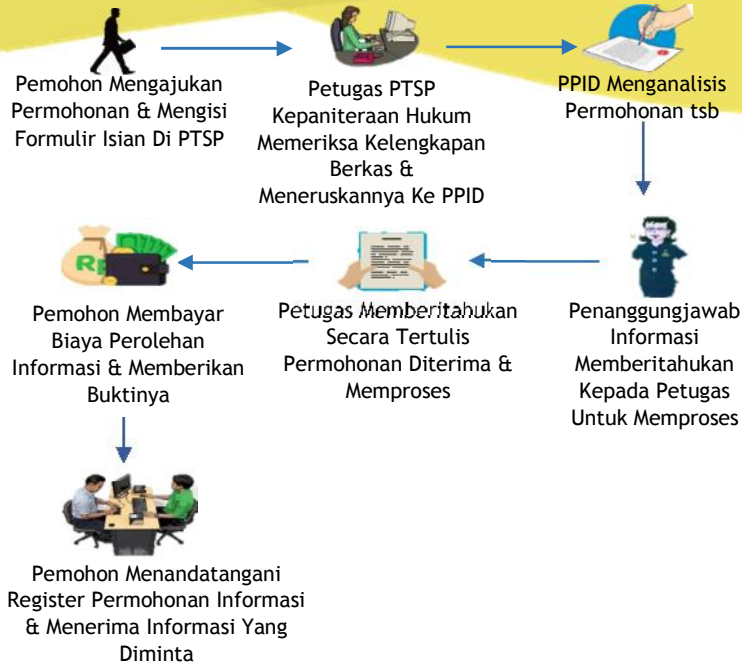 Pemohon Mengajukan
Permohonan & Mengisi
Formulir Isian Di PTSP
Petugas PTSP
Kepaniteraan Hukum
Memeriksa Kelengkapan
Berkas &
Meneruskannya Ke PPID
PPID Menganalisis
Permohonan tsb
Penanggungjawab
Informasi
Memberitahukan
Kepada Petugas
Untuk Memproses
Petugas Memberitahukan
Secara Tertulis
Permohonan Diterima &
Memproses
Rp
Pemohon Membayar
Biaya Perolehan
Informasi & Memberikan
Buktinya
Pemohon Menandatangani
Register Permohonan Informasi
& Menerima Informasi Yang
Diminta